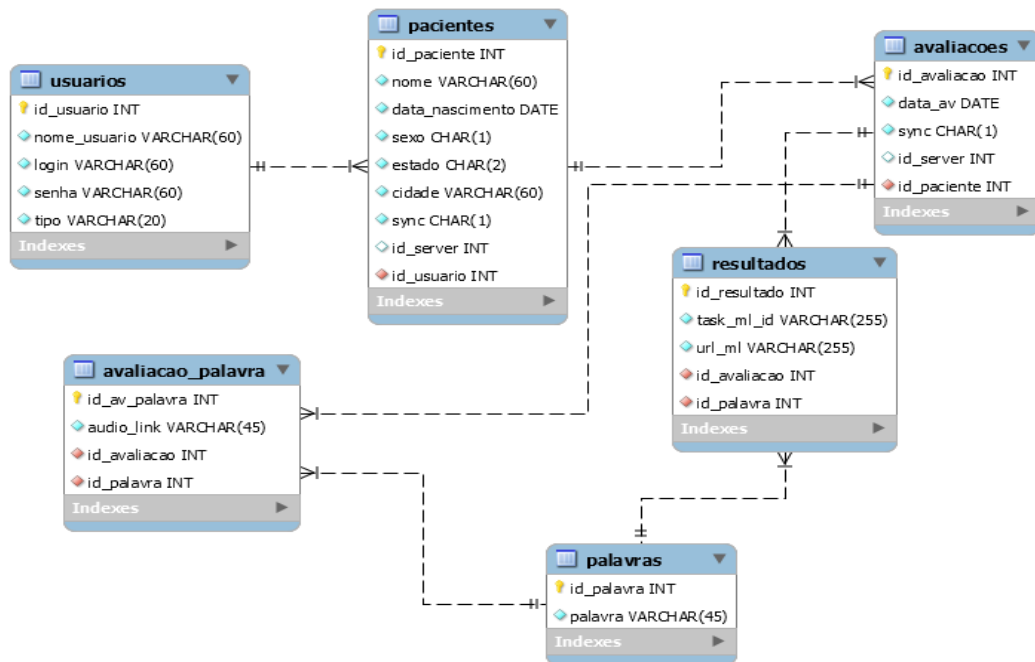 usuarios
id_usuario INT
nome_usuario VARCHAR(60)
login VARCHAR(60)
senha VARCHAR(60)
tipo VARCHAR(20)
Indexes
pacientes
id_paciente INT
nome VARCHAR(60)
data_nascimento DATE
sexo CHAR(1)
estado CHAR(2)
cidade VARCHAR(60)
sync CHAR(1)
id_server INT
id_usuario INT
Indexes
avaliacoes
id_avaliacao INT
data_av DATE
sync CHAR(1)
id_server INT
id_paciente INT
Indexes
resultados
id_resultado INT
task_ml_id VARCHAR(255)
url_ml VARCHAR(255)
id_avaliacao INT
id_palavra INT
Indexes
avaliacao_palavra
id_av_palavra INT
audio_link VARCHAR(45)
id_avaliacao INT
id_palavra INT
Indexes
palavras
id_palavra INT
palavra VARCHAR(45)
Indexes